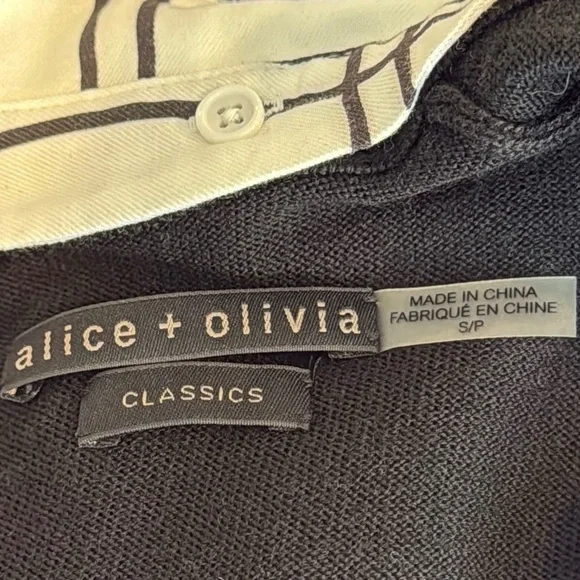 alice + olivia
MADE IN CHINA
FABRIQUÉ EN CHINE
S/P
CLASSICS